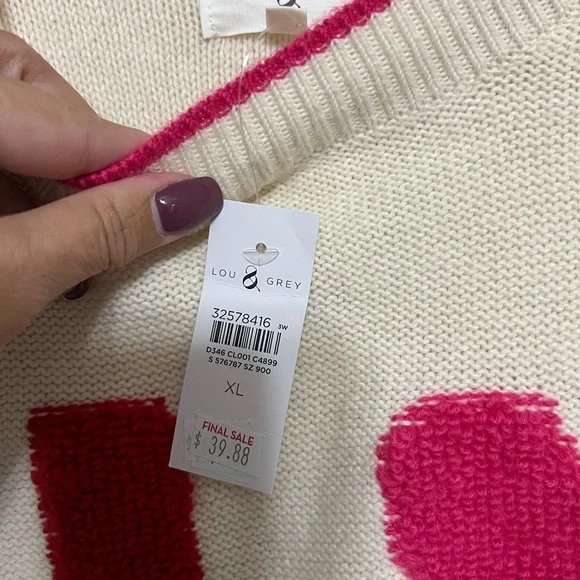 LOU & GREY
32578416 3W
D346 CL001 C4899
S 576787 SZ 900
XL
FINAL SALE
$ 39.88